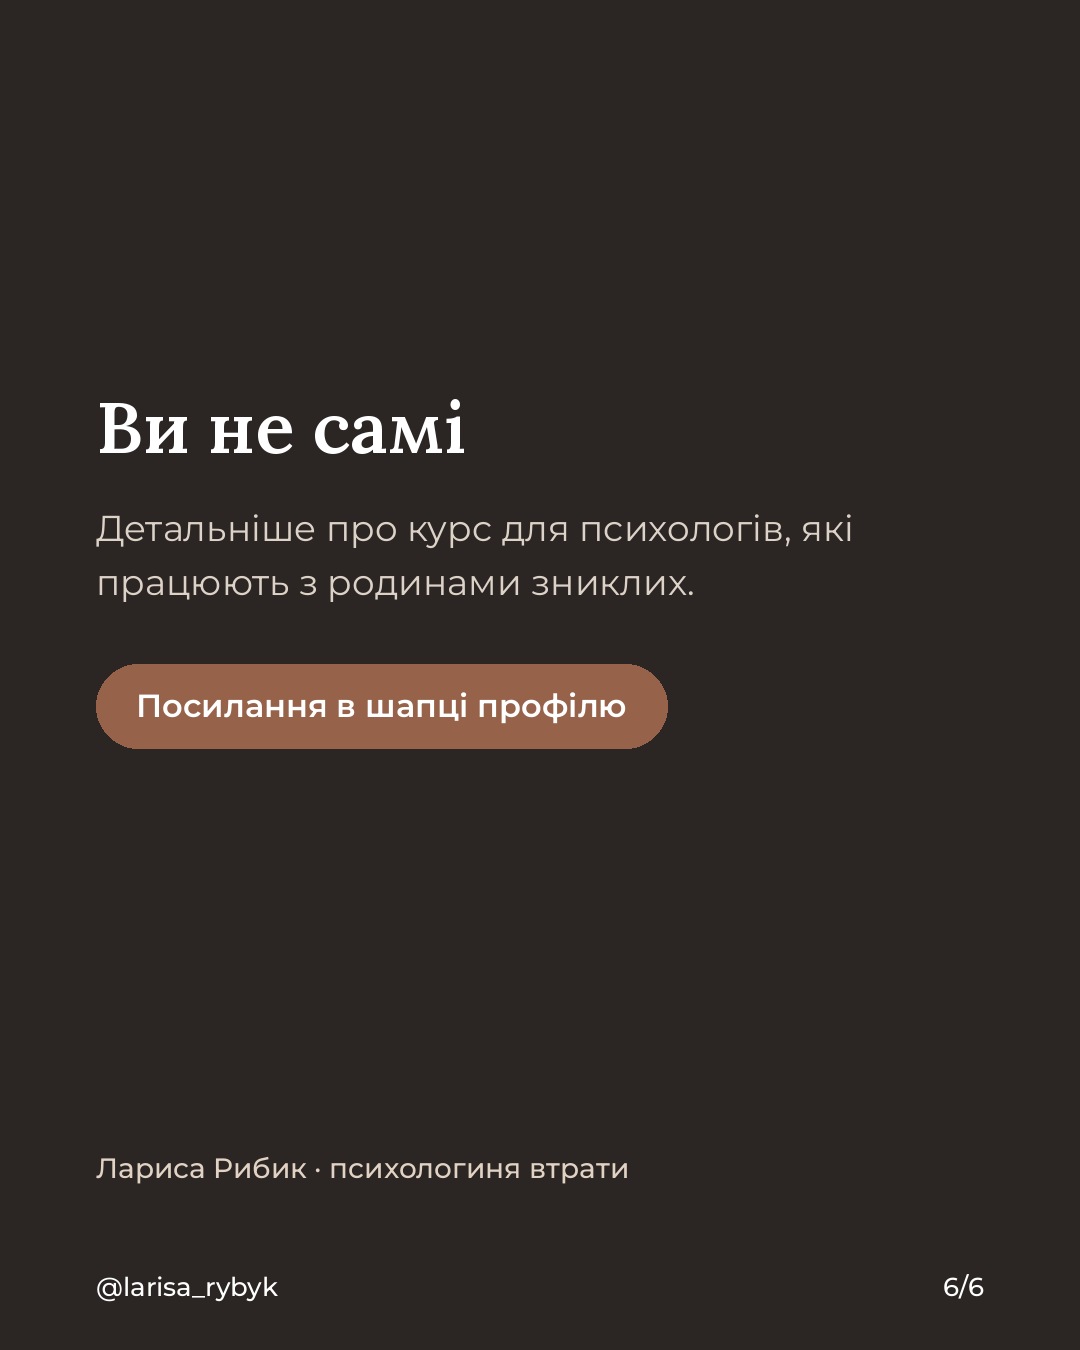 Ви не самі
Детальніше про курс для психологів, які
працюють з родинами зниклих.
Посилання в шапці профілю
Лариса Рибик · психологиня втрати
@larisa_rybyk
6/6